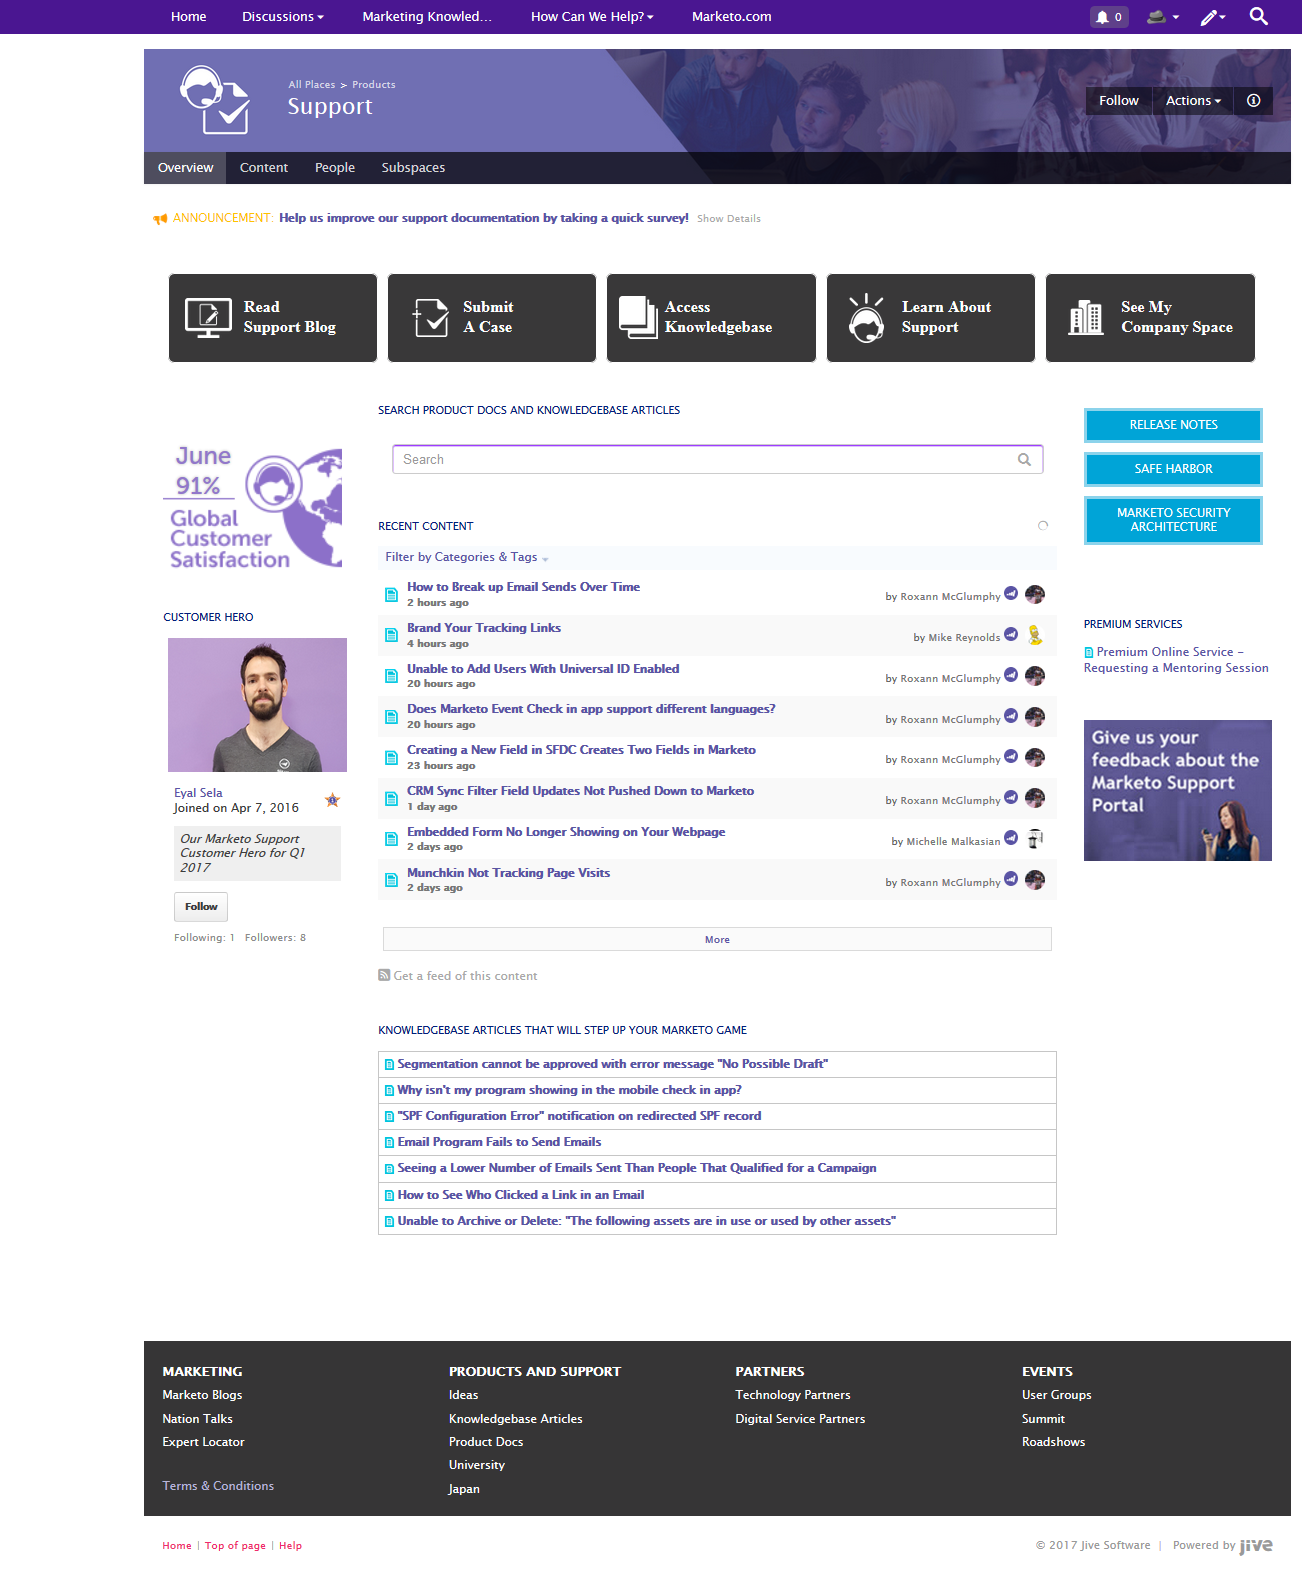 Home Discussions Marketing Knowled... How Can We Help? Marketo.com 0
All Places > Products
Support
Follow Actions
Overview Content People Subspaces
ANNOUNCEMENT: Help us improve our support documentation by taking a quick survey! Show Details
Read
Support Blog
Submit
A Case
Access
Knowledgebase
Learn About
Support
See My
Company Space
June
91%
Global
Customer
Satisfaction
CUSTOMER HERO
Eyal Sela
Joined on Apr 7, 2016
Our Marketo Support
Customer Hero for Q1
2017
Follow
Following: 1 Followers: 8
SEARCH PRODUCT DOCS AND KNOWLEDGEBASE ARTICLES
Search
RECENT CONTENT
Filter by Categories & Tags
How to Break up Email Sends Over Time
2 hours ago
by Roxann McGlumphy
Brand Your Tracking Links
4 hours ago
by Mike Reynolds
Unable to Add Users With Universal ID Enabled
20 hours ago
by Roxann McGlumphy
Does Marketo Event Check in app support different languages?
20 hours ago
by Roxann McGlumphy
Creating a New Field in SFDC Creates Two Fields in Marketo
23 hours ago
by Roxann McGlumphy
CRM Sync Filter Field Updates Not Pushed Down to Marketo
1 day ago
by Roxann McGlumphy
Embedded Form No Longer Showing on Your Webpage
2 days ago
by Michelle Malkasian
Munchkin Not Tracking Page Visits
2 days ago
by Roxann McGlumphy
More
Get a feed of this content
KNOWLEDGEBASE ARTICLES THAT WILL STEP UP YOUR MARKETO GAME
Segmentation cannot be approved with error message "No Possible Draft"
Why isn't my program showing in the mobile check in app?
"SPF Configuration Error" notification on redirected SPF record
Email Program Fails to Send Emails
Seeing a Lower Number of Emails Sent Than People That Qualified for a Campaign
How to See Who Clicked a Link in an Email
Unable to Archive or Delete: "The following assets are in use or used by other assets"
RELEASE NOTES
SAFE HARBOR
MARKETO SECURITY
ARCHITECTURE
PREMIUM SERVICES
Premium Online Service -
Requesting a Mentoring Session
Give us your
feedback about the
Marketo Support
Portal
MARKETING
Marketo Blogs
Nation Talks
Expert Locator
Terms & Conditions
PRODUCTS AND SUPPORT
Ideas
Knowledgebase Articles
Product Docs
University
Japan
PARTNERS
Technology Partners
Digital Service Partners
EVENTS
User Groups
Summit
Roadshows
Home | Top of page | Help
© 2017 Jive Software | Powered by jive